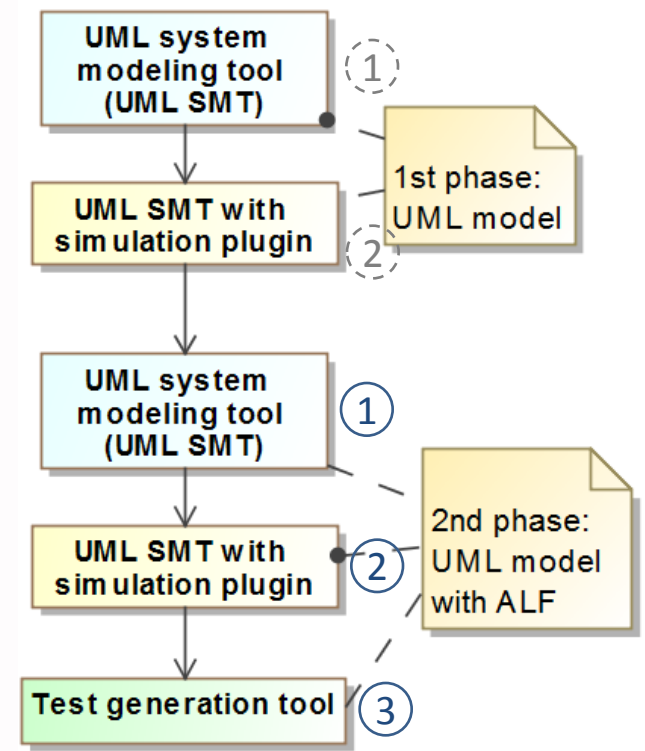 UML system
modeling tool
(UML SMT)
1
1st phase:
UML model
UML SMT with
simulation plugin
2
UML system
modeling tool
(UML SMT)
1
2nd phase:
UML model
with ALF
UML SMT with
simulation plugin
2
Test generation tool
3